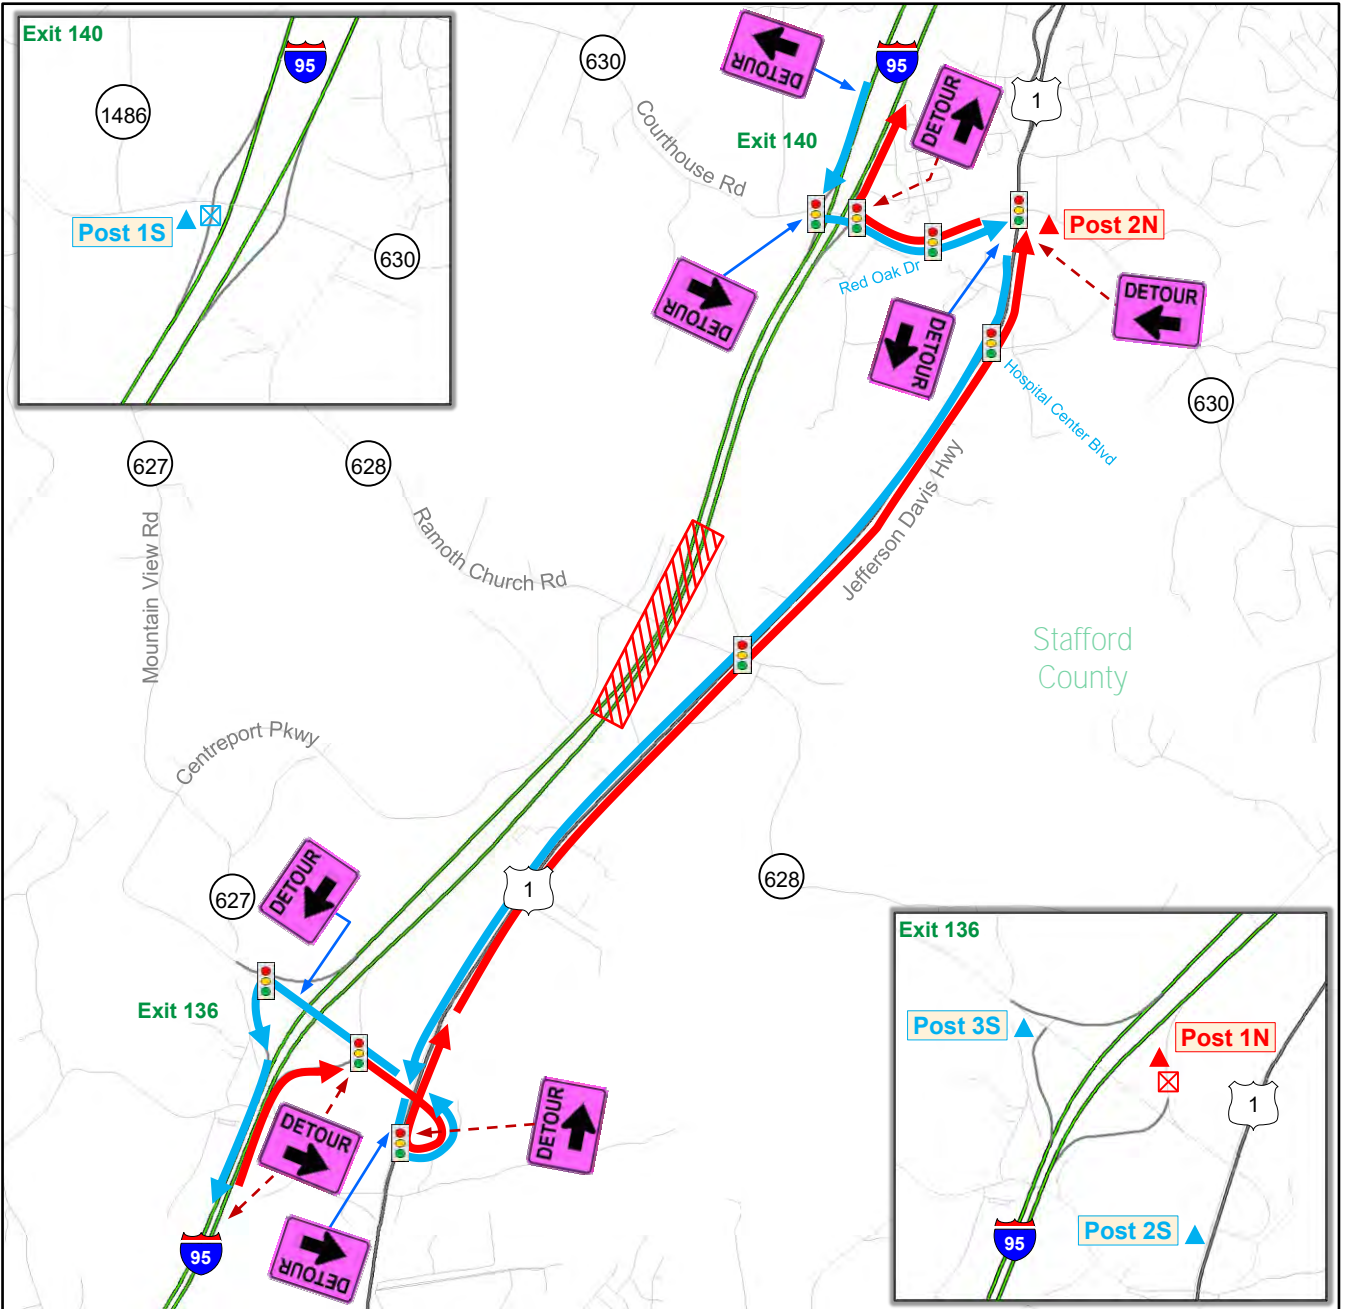 Exit 140
95
1486
Post 1S
630
630
Courthouse Rd
DETOUR
95
DETOUR
1
Exit 140
Post 2N
Red Oak Dr
DETOUR
DETOUR
DETOUR
Hospital Center Blvd
630
627
628
Mountain View Rd
Ramoth Church Rd
Jefferson Davis Hwy
Stafford
County
Centreport Pkwy
DETOUR
627
1
628
Exit 136
DETOUR
DETOUR
DETOUR
95
Exit 136
Post 3S
Post 1N
1
Post 2S
95